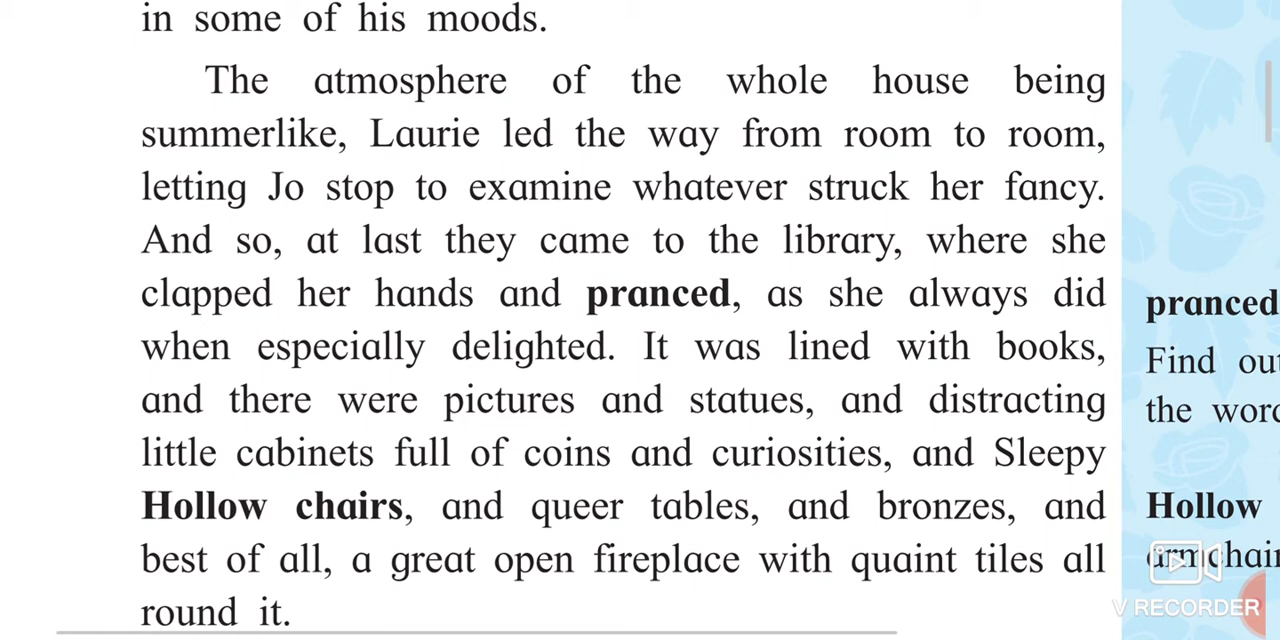 in some of his moods.
The atmosphere of the whole house being
summerlike, Laurie led the way from room to room,
letting Jo stop to examine whatever struck her fancy.
And so, at last they came to the library, where she
clapped her hands and pranced, as she always did
when especially delighted. It was lined with books,
and there were pictures and statues, and distracting
little cabinets full of coins and curiosities, and Sleepy
Hollow chairs, and queer tables, and bronzes, and
best of all, a great open fireplace with quaint tiles all
round it.
pranced
Find out
the word
Hollow
armchair
V RECORDER